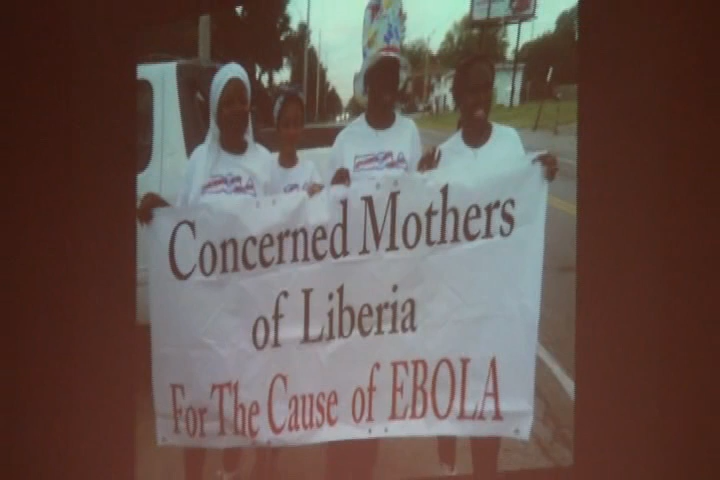 Concerned Mothers
of Liberia
For The Cause of EBOLA